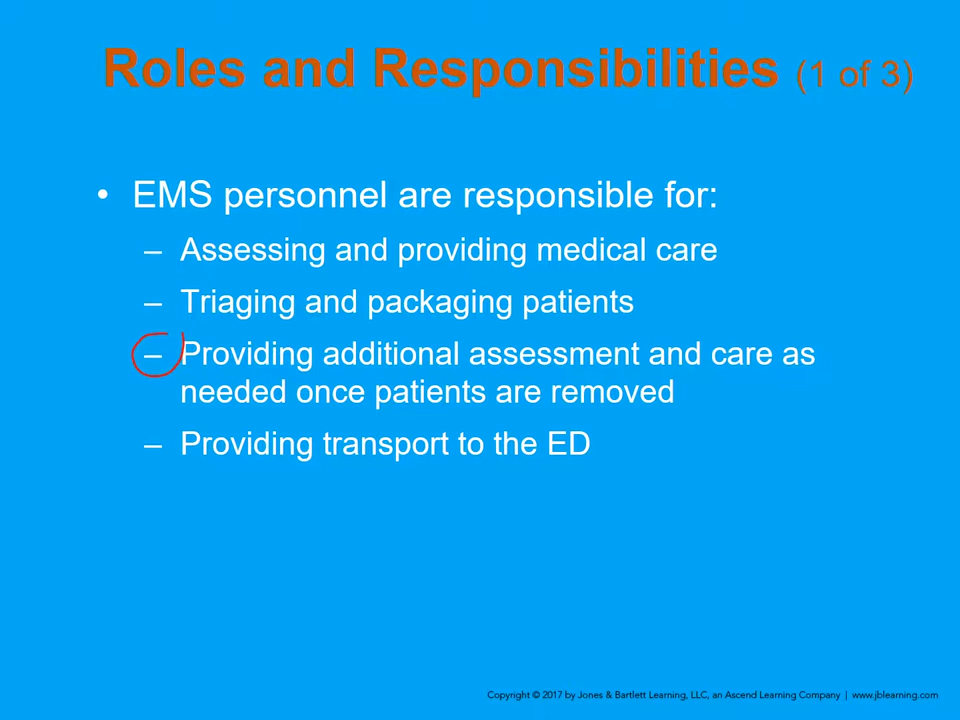 Roles and Responsibilities (1 of 3)
• EMS personnel are responsible for:
– Assessing and providing medical care
– Triaging and packaging patients
– Providing additional assessment and care as
needed once patients are removed
– Providing transport to the ED
Copyright © 2017 by Jones & Bartlett Learning, LLC, an Ascend Learning Company | www.jblearning.com